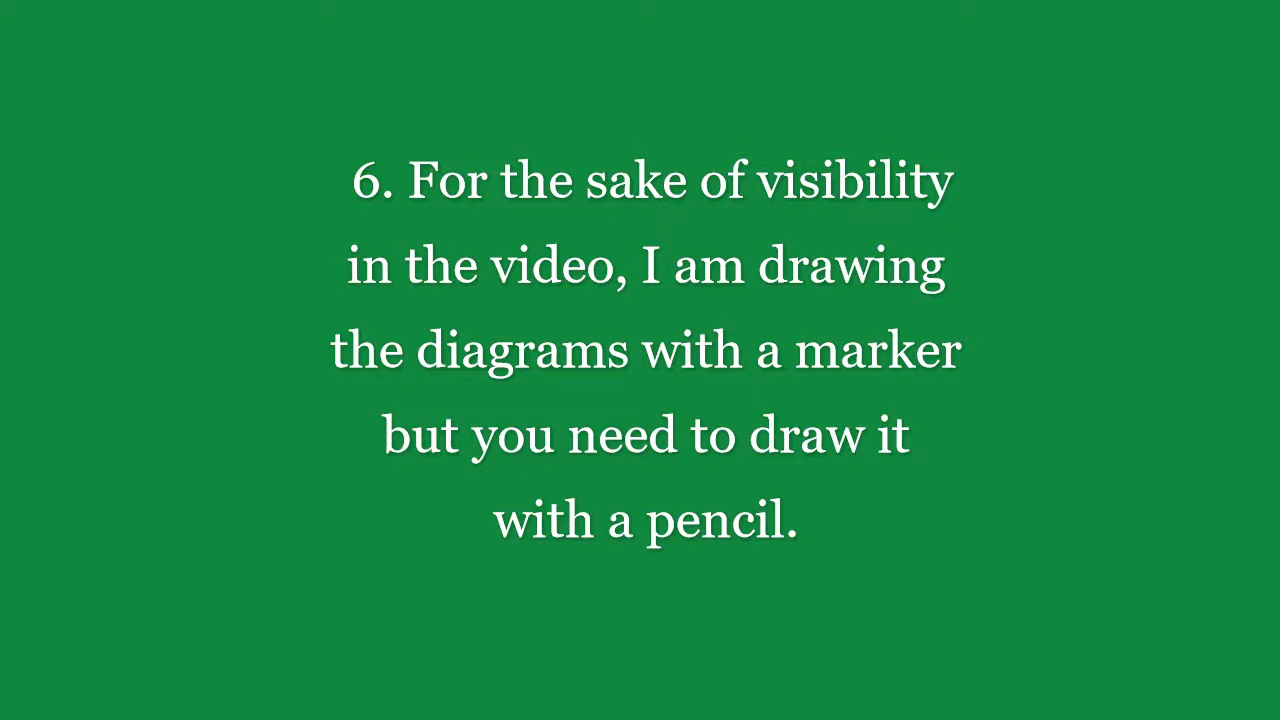 6. For the sake of visibility
in the video, I am drawing
the diagrams with a marker
but you need to draw it
with a pencil.